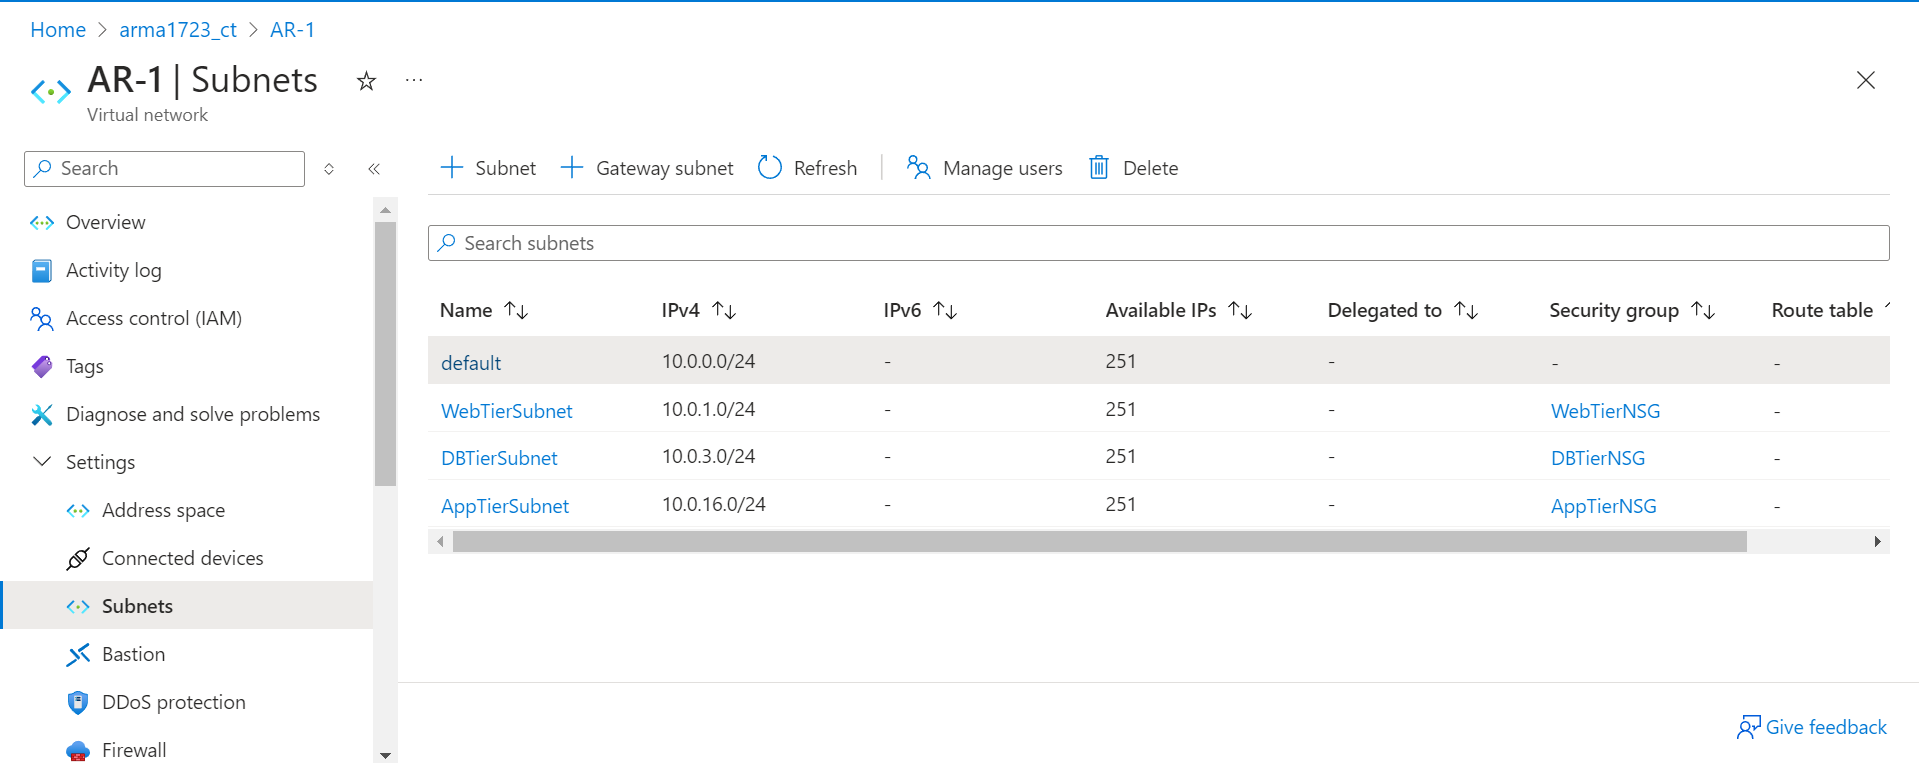 Home > arma1723_ct > AR-1
AR-1 | Subnets
Virtual network
Search
Overview
Activity log
Access control (IAM)
Tags
Diagnose and solve problems
Settings
Address space
Connected devices
Subnets
Bastion
DDoS protection
Firewall
Subnet Gateway subnet Refresh Manage users Delete
Search subnets
Name IPv4 IPv6 Available IPs Delegated to Security group Route table
default 10.0.0.0/24 - 251 - - -
WebTierSubnet 10.0.1.0/24 - 251 - WebTierNSG -
DBTierSubnet 10.0.3.0/24 - 251 - DBTierNSG -
AppTierSubnet 10.0.16.0/24 - 251 - AppTierNSG -
Give feedback